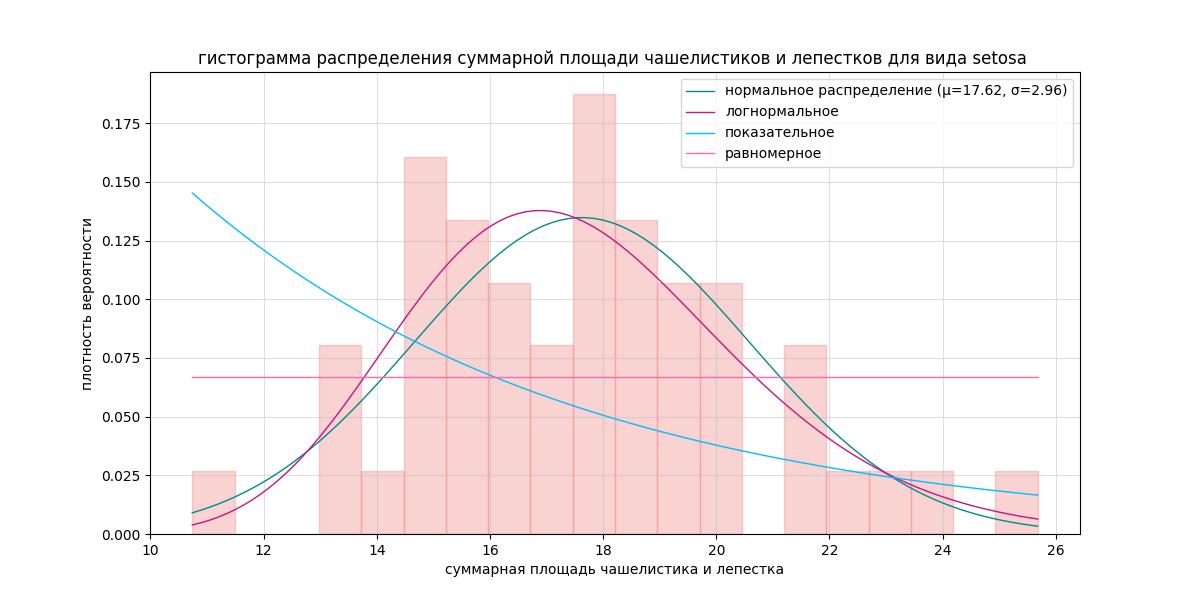 гистограмма распределения суммарной площади чашелистиков и лепестков для вида setosa
нормальное распределение (μ=17.62, σ=2.96)
логнормальное
показательное
равномерное
плотность вероятности
0.175
0.150
0.125
0.100
0.075
0.050
0.025
0.000
10 12 14 16 18 20 22 24 26
суммарная площадь чашелистика и лепестка